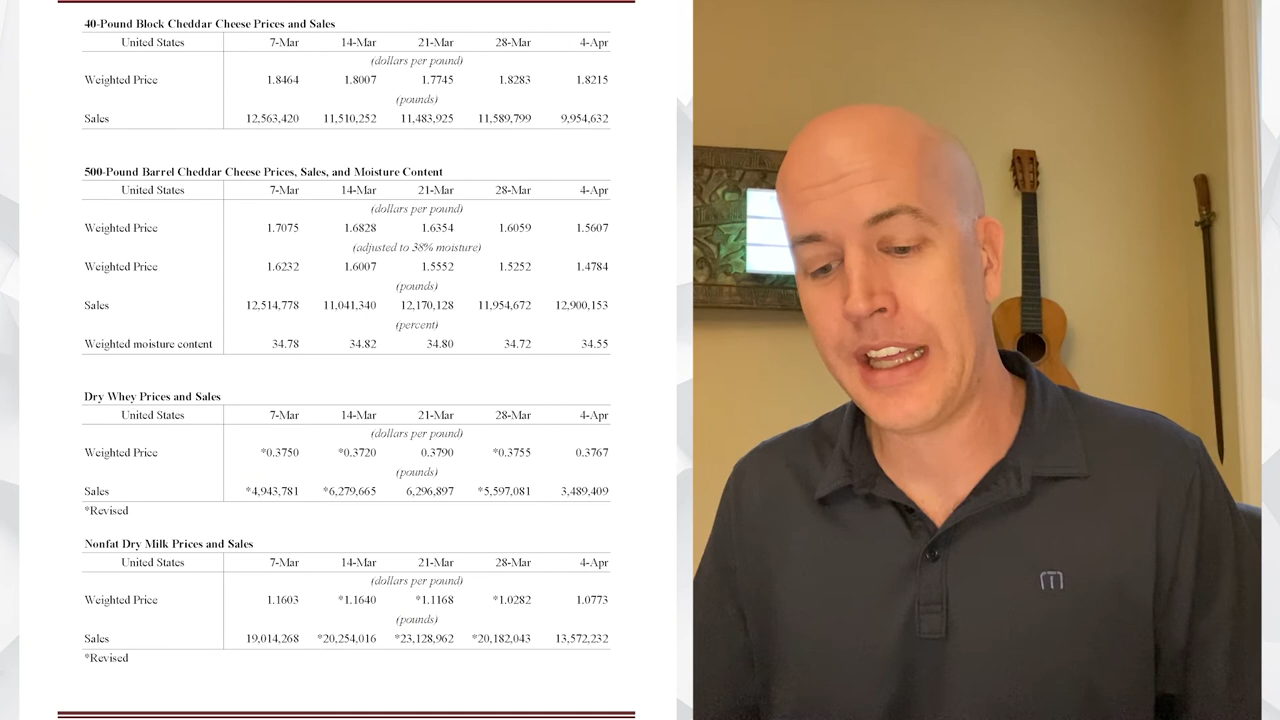 40-Pound Block Cheddar Cheese Prices and Sales
United States 7-Mar 14-Mar 21-Mar 28-Mar 4-Apr
(dollars per pound)
Weighted Price 1.8464 1.8007 1.7745 1.8283 1.8215
(pounds)
Sales 12,563,420 11,510,252 11,483,925 11,589,799 9,954,632
500-Pound Barrel Cheddar Cheese Prices, Sales, and Moisture Content
United States 7-Mar 14-Mar 21-Mar 28-Mar 4-Apr
(dollars per pound)
Weighted Price 1.7075 1.6828 1.6354 1.6059 1.5607
(adjusted to 38% moisture)
Weighted Price 1.6232 1.6007 1.5552 1.5252 1.4784
(pounds)
Sales 12,514,778 11,041,340 12,170,128 11,954,672 12,900,153
(percent)
Weighted moisture content 34.78 34.82 34.80 34.72 34.55
Dry Whey Prices and Sales
United States 7-Mar 14-Mar 21-Mar 28-Mar 4-Apr
(dollars per pound)
Weighted Price *0.3750 *0.3720 0.3790 *0.3755 0.3767
(pounds)
Sales *4,943,781 *6,279,665 6,296,897 *5,597,081 3,489,409
*Revised
Nonfat Dry Milk Prices and Sales
United States 7-Mar 14-Mar 21-Mar 28-Mar 4-Apr
(dollars per pound)
Weighted Price 1.1603 *1.1640 *1.1168 *1.0282 1.0773
(pounds)
Sales 19,014,268 *20,254,016 *23,128,962 *20,182,043 13,572,232
*Revised